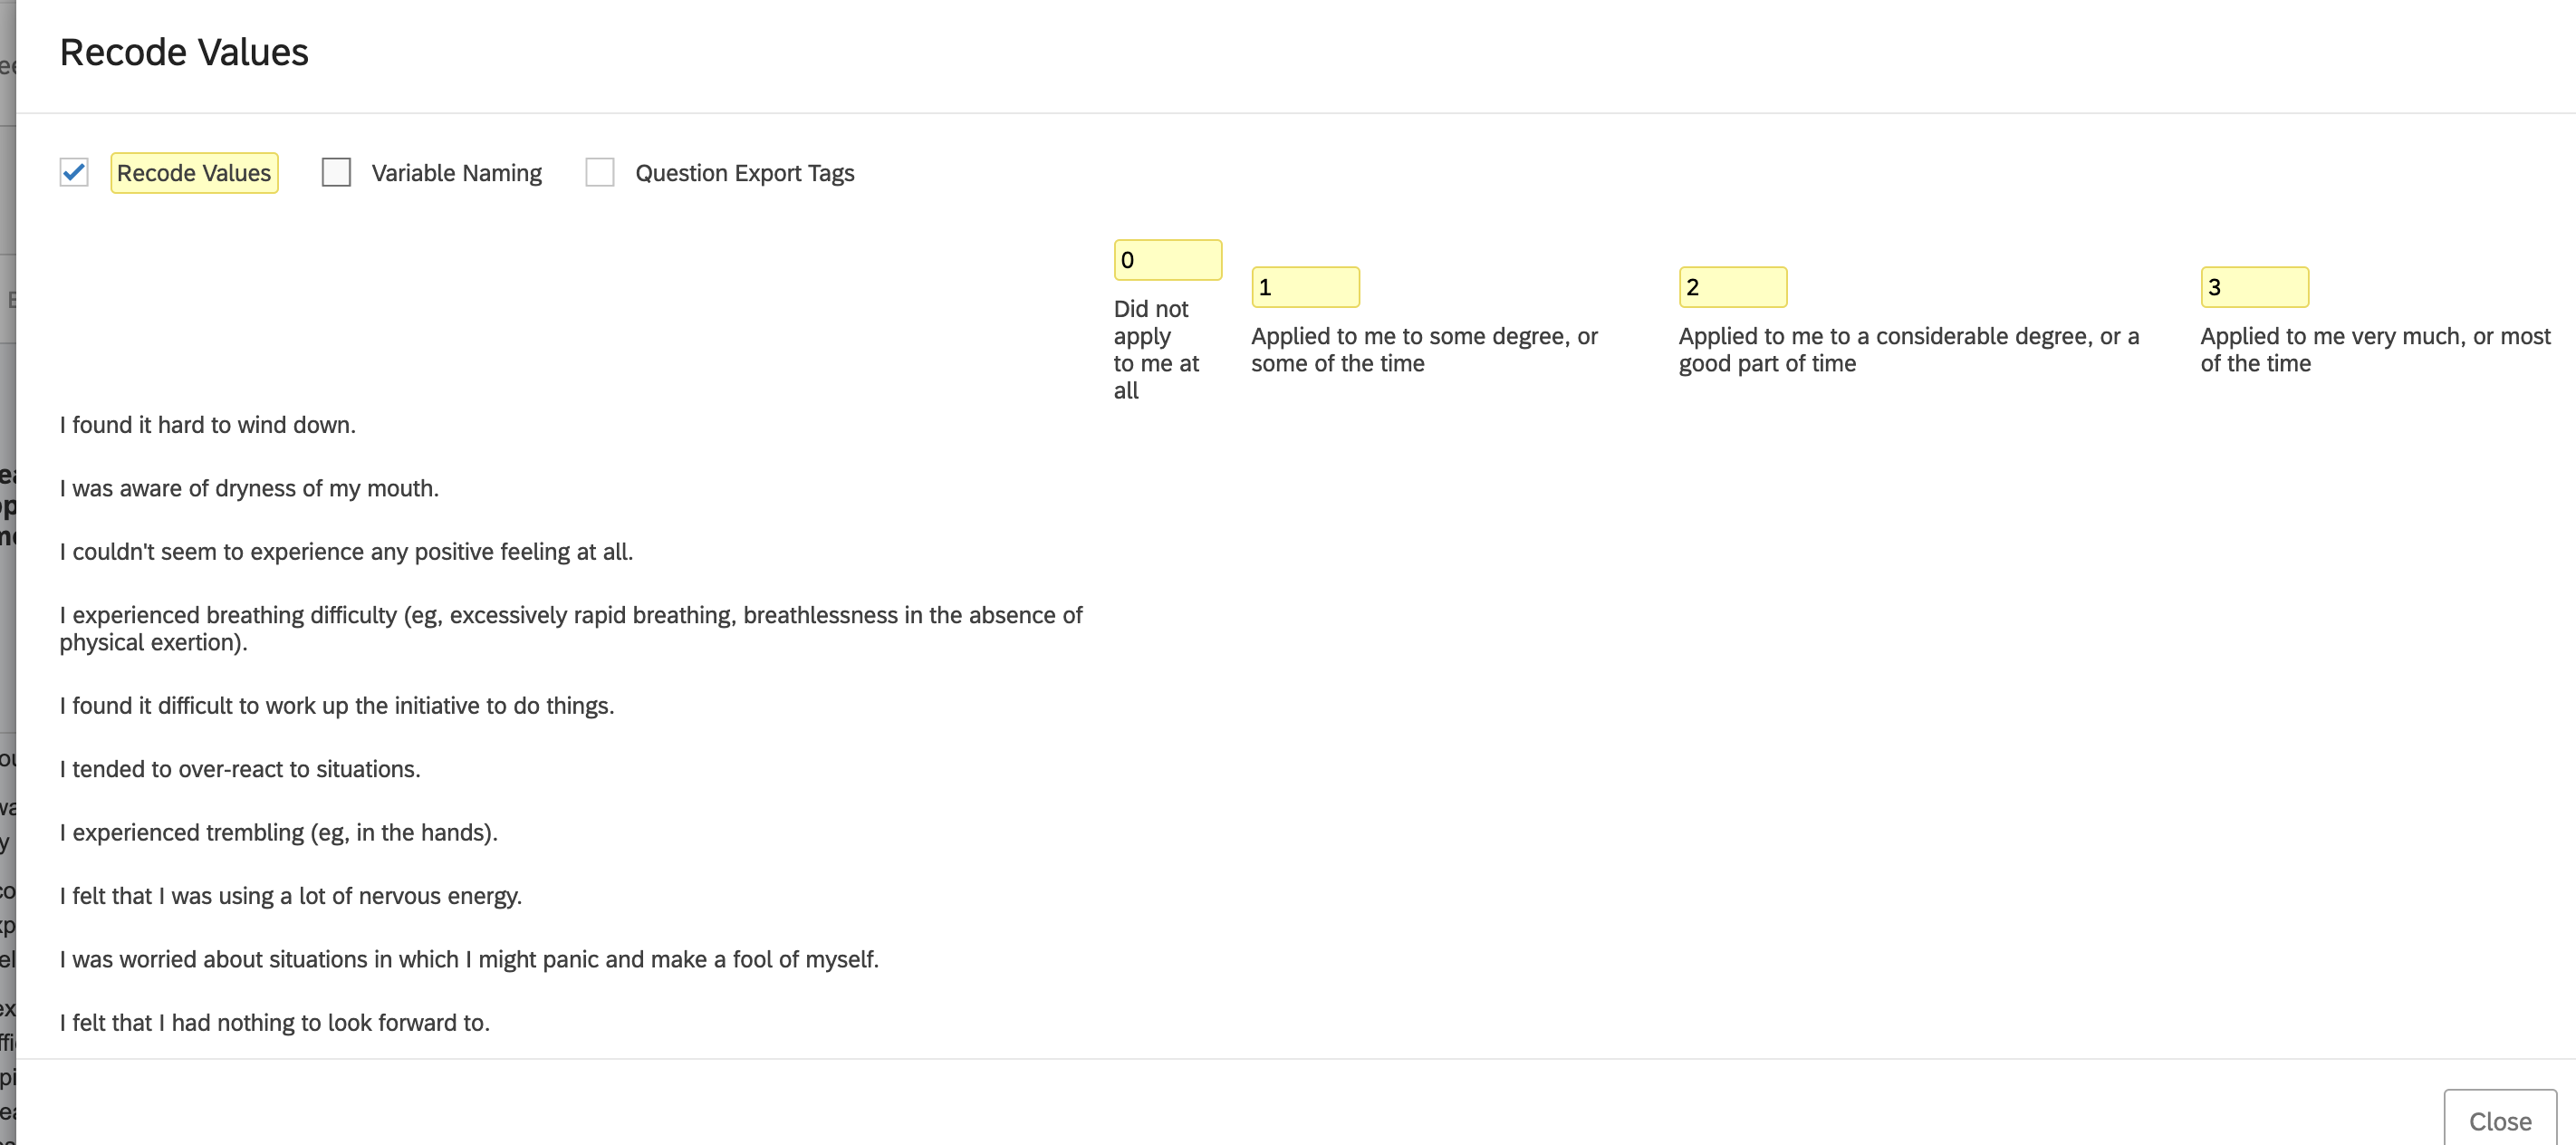 Recode Values
Recode Values
Variable Naming
Question Export Tags
0
1
2
3
Did not
apply
to me at
all
Applied to me to some degree, or
some of the time
Applied to me to a considerable degree, or a
good part of time
Applied to me very much, or most
of the time
I found it hard to wind down.
I was aware of dryness of my mouth.
I couldn't seem to experience any positive feeling at all.
I experienced breathing difficulty (eg, excessively rapid breathing, breathlessness in the absence of
physical exertion).
I found it difficult to work up the initiative to do things.
I tended to over-react to situations.
I experienced trembling (eg, in the hands).
I felt that I was using a lot of nervous energy.
I was worried about situations in which I might panic and make a fool of myself.
I felt that I had nothing to look forward to.
Close